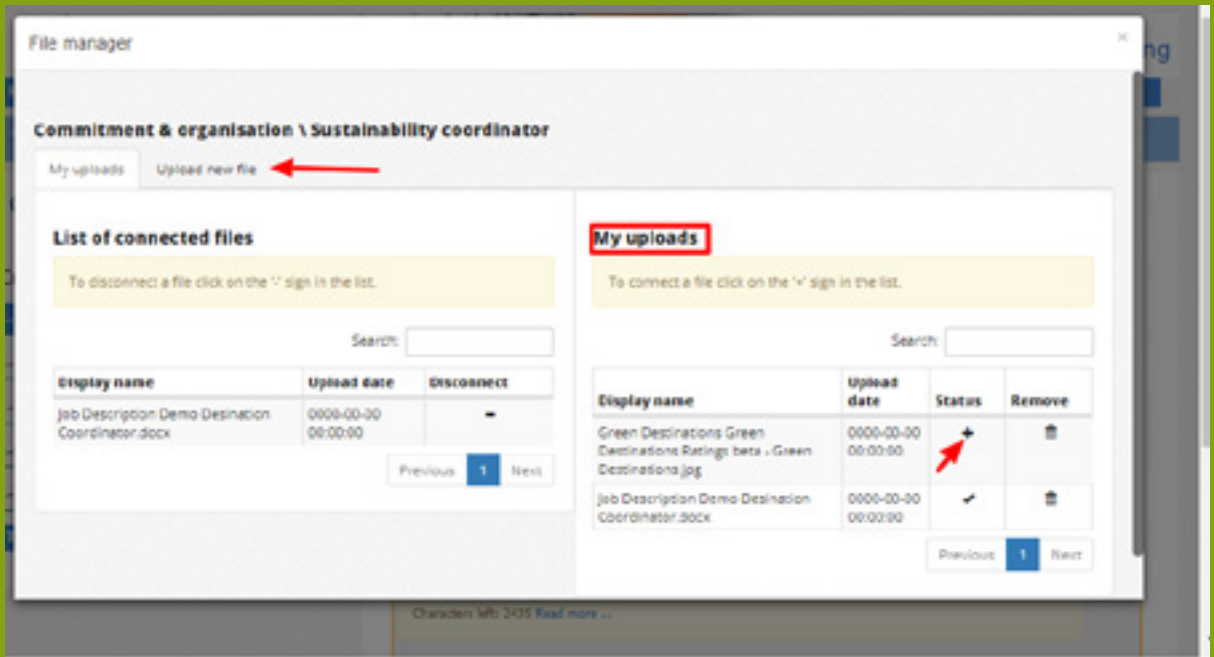 File manager
×
ng
Commitment & organisation \ Sustainability coordinator
My uploads
Upload new file
List of connected files
To disconnect a file click on the '-' sign in the list.
Search:
Display name
Upload date
Disconnect
Job Description Demo Desination
Coordinator.docx
0000-00-00
00:00:00
-
Previous
1
Next
My uploads
To connect a file click on the '+' sign in the list.
Search:
Display name
Upload
date
Status
Remove
Green Destinations Green
Destinations Ratings beta - Green
Destinations.jpg
0000-00-00
00:00:00
+
Job Description Demo Desination
Coordinator.docx
0000-00-00
00:00:00
Previous
1
Next
Characters left: 2435 Read more ...